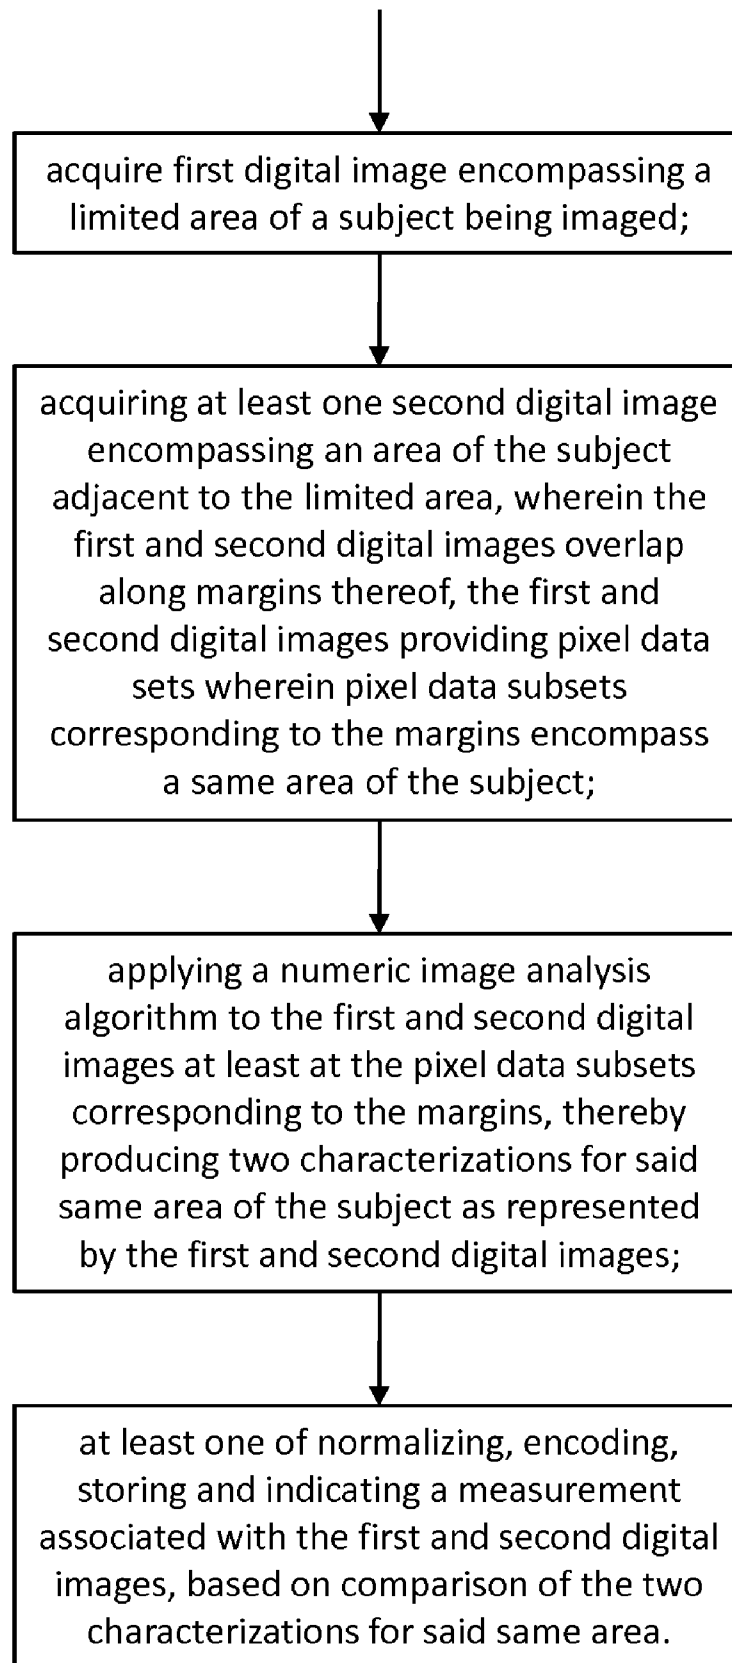 acquire first digital image encompassing a
limited area of a subject being imaged;
acquiring at least one second digital image
encompassing an area of the subject
adjacent to the limited area, wherein the
first and second digital images overlap
along margins thereof, the first and
second digital images providing pixel data
sets wherein pixel data subsets
corresponding to the margins encompass
a same area of the subject;
applying a numeric image analysis
algorithm to the first and second digital
images at least at the pixel data subsets
corresponding to the margins, thereby
producing two characterizations for said
same area of the subject as represented
by the first and second digital images;
at least one of normalizing, encoding,
storing and indicating a measurement
associated with the first and second digital
images, based on comparison of the two
characterizations for said same area.